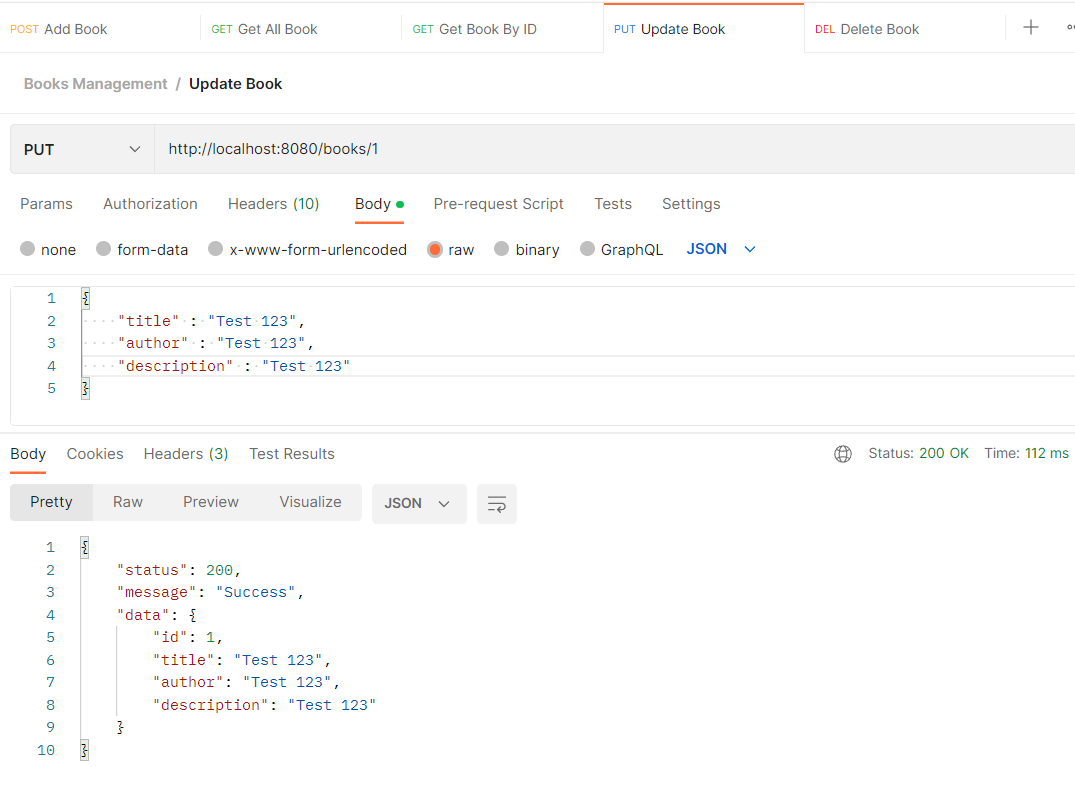 POST Add Book GET Get All Book GET Get Book By ID PUT Update Book DEL Delete Book
Books Management / Update Book
PUT http://localhost:8080/books/1
Params Authorization Headers (10) Body Pre-request Script Tests Settings
none form-data x-www-form-urlencoded raw binary GraphQL JSON
1 {
2 "title" : "Test 123",
3 "author" : "Test 123",
4 "description" : "Test 123"
5 }
Body Cookies Headers (3) Test Results Status: 200 OK Time: 112 ms
Pretty Raw Preview Visualize JSON
1 {
2 "status": 200,
3 "message": "Success",
4 "data": {
5 "id": 1,
6 "title": "Test 123",
7 "author": "Test 123",
8 "description": "Test 123"
9 }
10 }